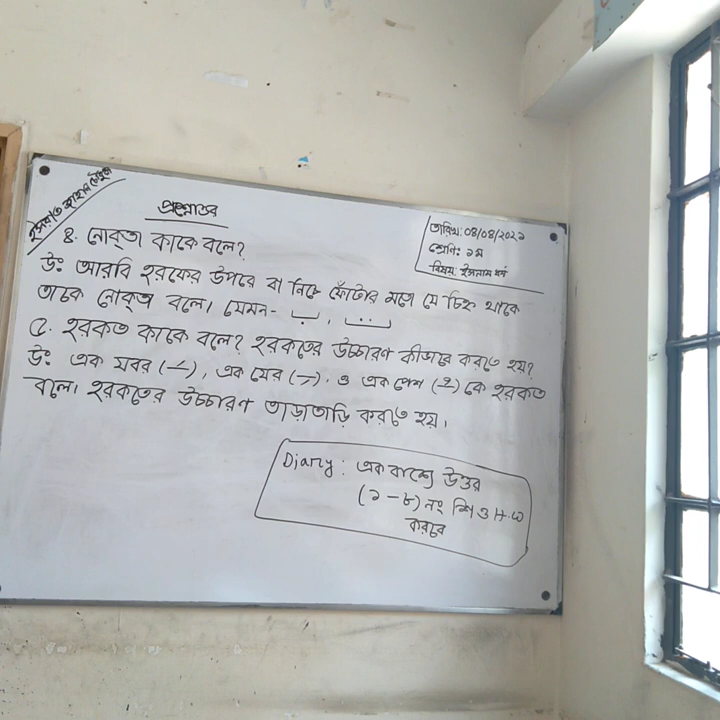 ইসরাত জাহান
প্রশ্নোত্তর
তারিখ: ০৪/০৪/২০২১
শ্রেণি: ১ম
বিষয়: ইসলাম ধর্ম
৪. নোক্তা কাকে বলে?
উঃ আরবি হরফের উপরে বা নিচে ফোঁটার মতো যে চিহ্ন থাকে
তাকে নোক্তা বলে। যেমন-
৫. হরকত কাকে বলে? হরকতের উচ্চারণ কীভাবে করতে হয়?
উঃ এক যবর (–), এক যের (–), ও এক পেশ (–) কে হরকত
বলে। হরকতের উচ্চারণ তাড়াতাড়ি করতে হয়।
Diary: এক বাক্যে উত্তর
(১-৮) নং শি ও H.W
করবে